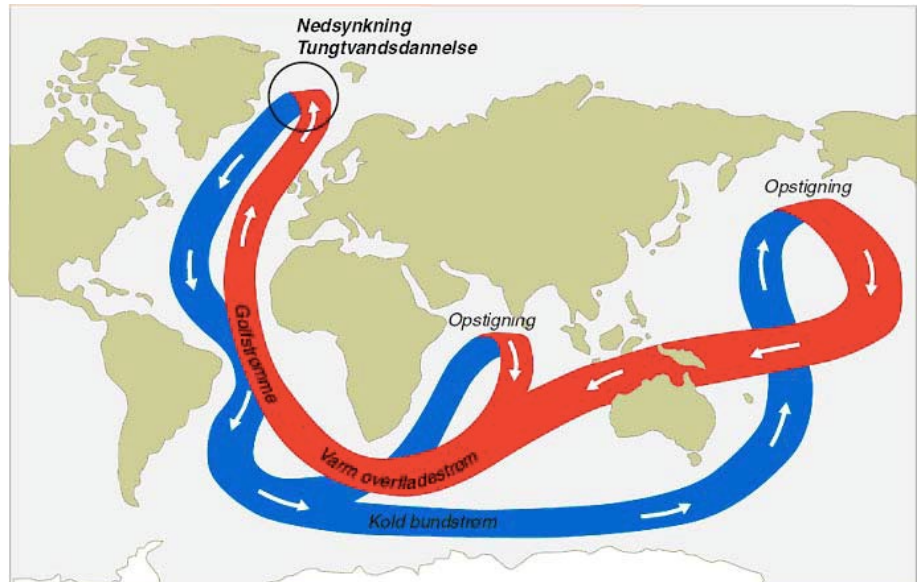 Nedsynkning
Tungtvandsdannelse
Opstigning
Opstigning
Golfstrømme
Varm overfladestrøm
Kold bundstrøm